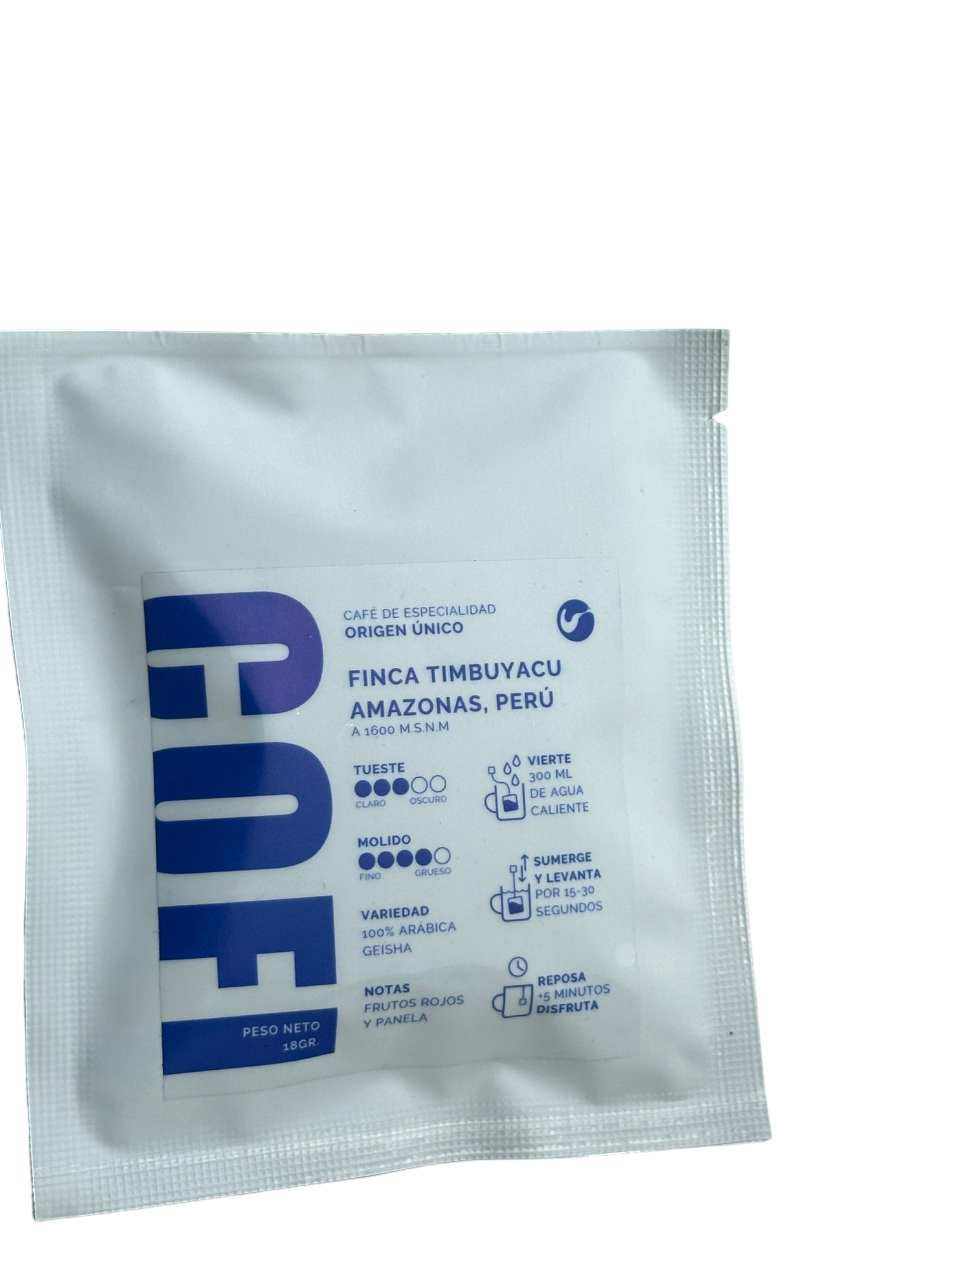 COFI
CAFÉ DE ESPECIALIDAD
ORIGEN ÚNICO
FINCA TIMBUYACU
AMAZONAS, PERÚ
A 1600 M.S.N.M
TUESTE
CLARO OSCURO
MOLIDO
FINO GRUESO
VARIEDAD
100% ARÁBICA
GEISHA
NOTAS
FRUTOS ROJOS
Y PANELA
VIERTE
300 ML
DE AGUA
CALIENTE
SUMERGE
Y LEVANTA
POR 15-30
SEGUNDOS
REPOSA
+5 MINUTOS
DISFRUTA
PESO NETO
18GR.